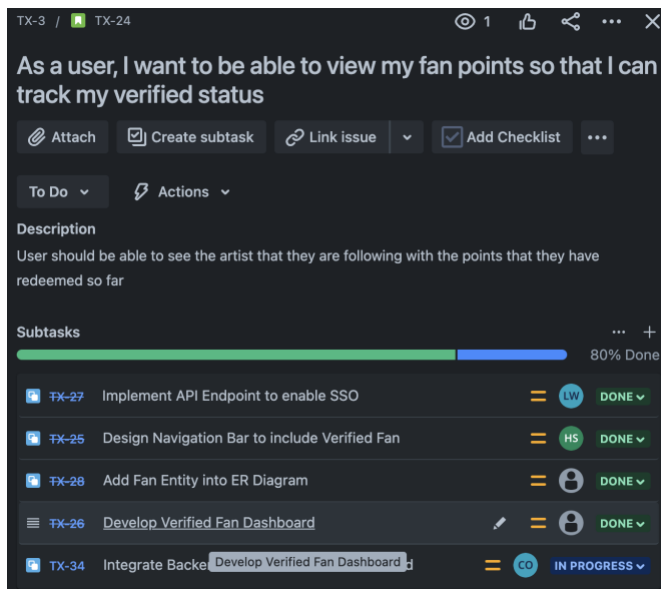 TX-3 / TX-24 1
As a user, I want to be able to view my fan points so that I can
track my verified status
Attach Create subtask Link issue Add Checklist
To Do Actions
Description
User should be able to see the artist that they are following with the points that they have
redeemed so far
Subtasks
80% Done
TX-27 Implement API Endpoint to enable SSO LW DONE
TX-25 Design Navigation Bar to include Verified Fan HS DONE
TX-28 Add Fan Entity into ER Diagram DONE
TX-26 Develop Verified Fan Dashboard DONE
TX-34 Integrate CO IN PROGRESS
Develop Verified Fan Dashboard